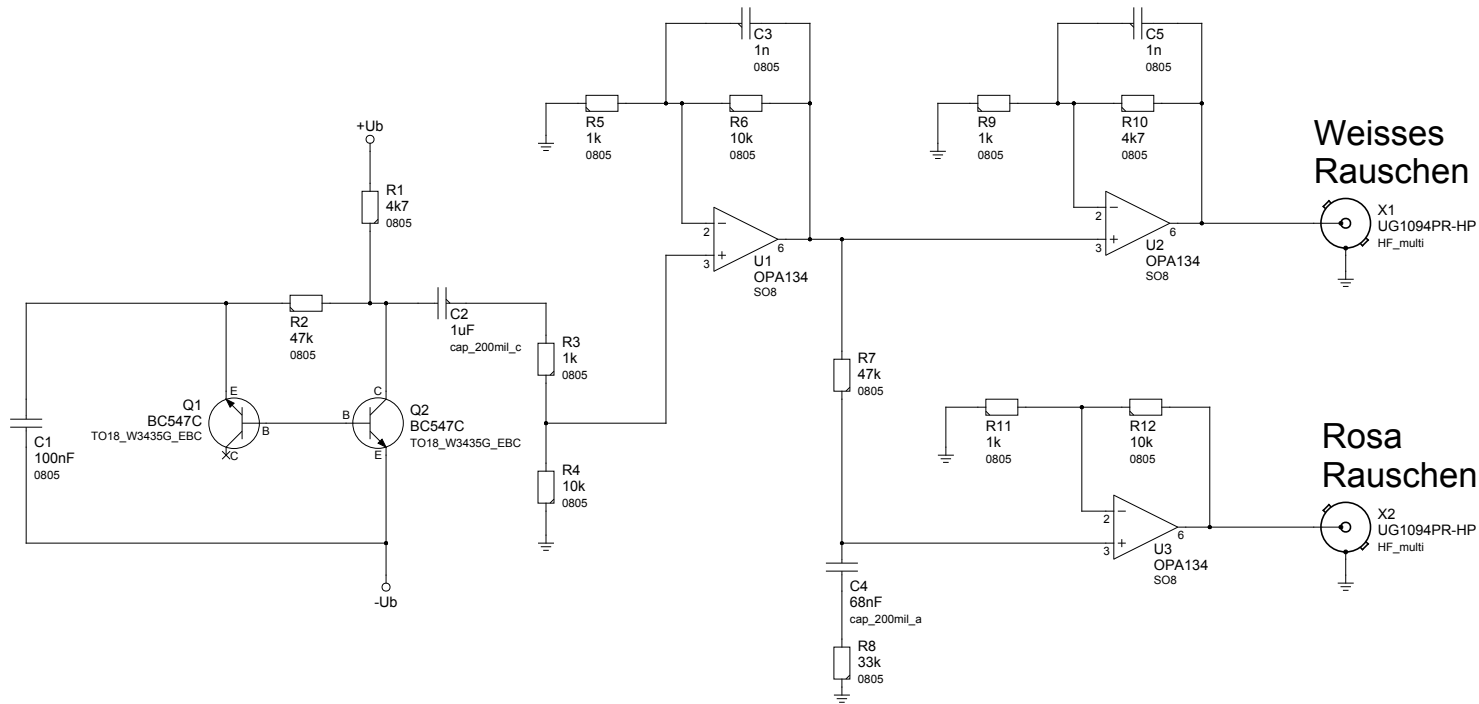 C3
1n
0805
C5
1n
0805
R5
1k
0805
R6
10k
0805
R9
1k
0805
R10
4k7
0805
Weisses
Rauschen
+Ub
R1
4k7
0805
2
3
6
U1
OPA134
SO8
2
3
6
U2
OPA134
SO8
X1
UG1094PR-HP
HF_multi
R2
47k
0805
C2
1uF
cap_200mil_c
R3
1k
0805
R7
47k
0805
E
Q1
BC547C
TO18_W3435G_EBC
B
C
C
B
Q2
BC547C
TO18_W3435G_EBC
E
C1
100nF
0805
R4
10k
0805
R11
1k
0805
R12
10k
0805
Rosa
Rauschen
2
3
6
U3
OPA134
SO8
X2
UG1094PR-HP
HF_multi
-Ub
C4
68nF
cap_200mil_a
R8
33k
0805